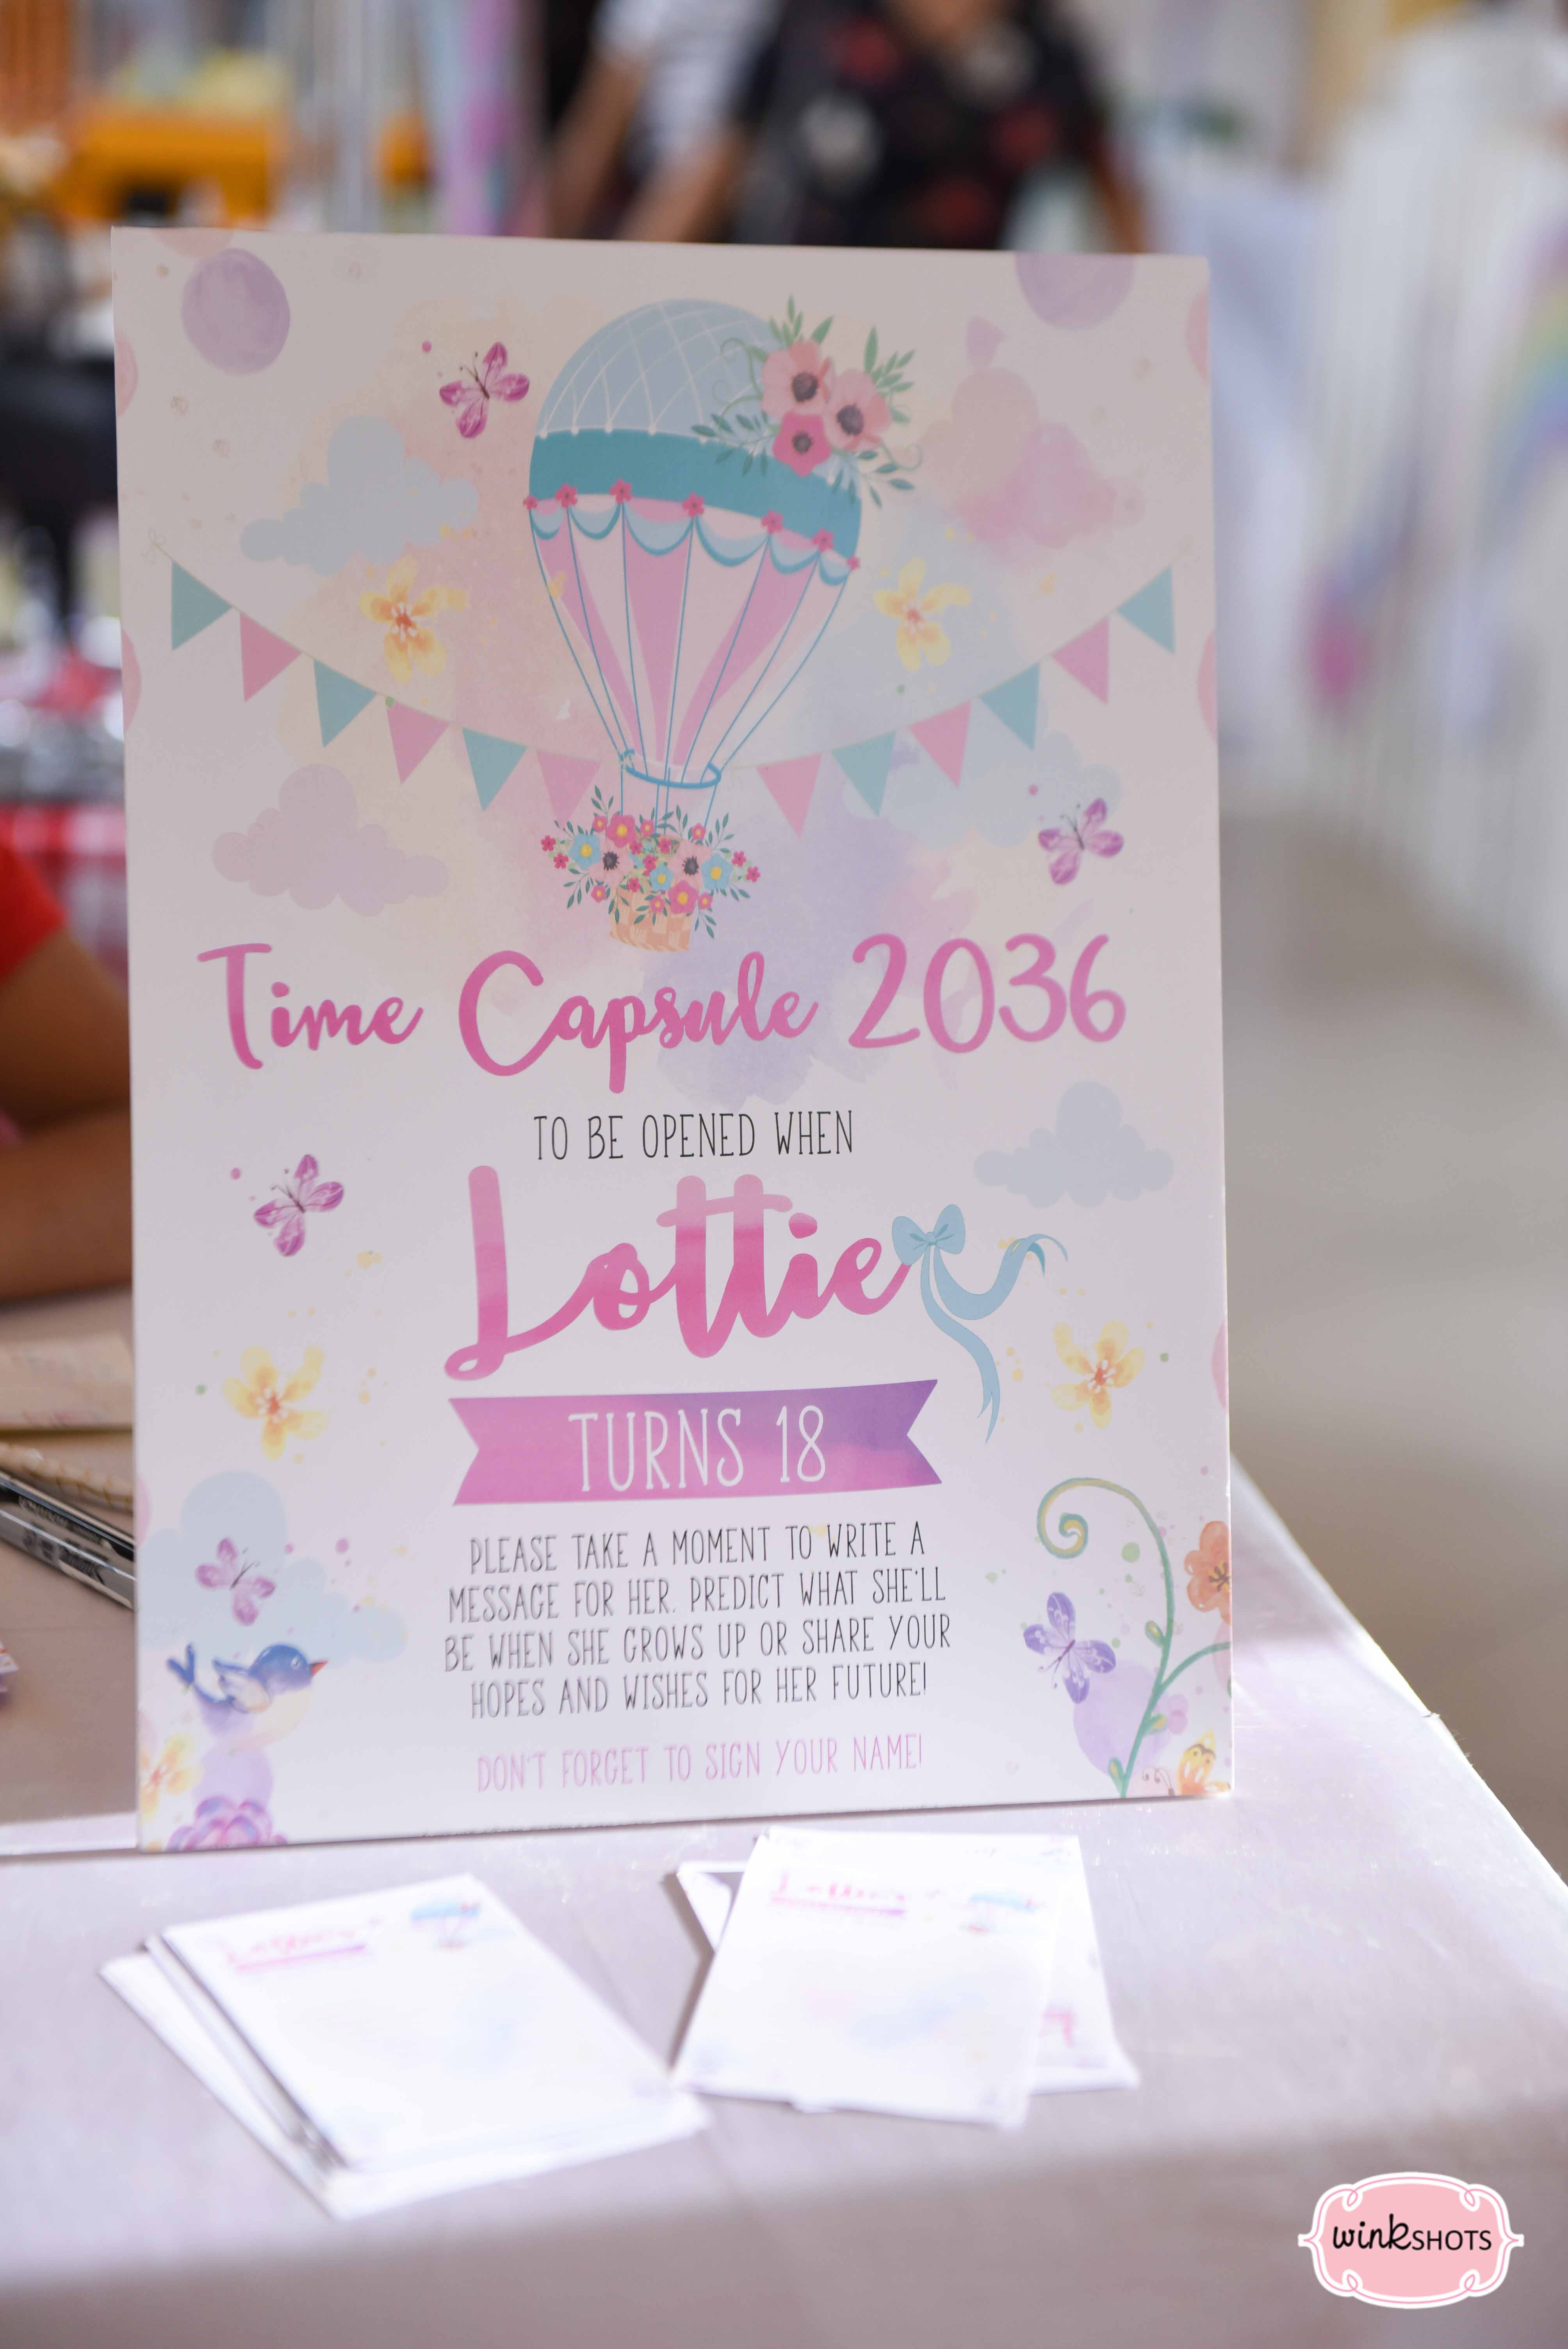 Time Capsule 2036
TO BE OPENED WHEN
Lottie
TURNS 18
PLEASE TAKE A MOMENT TO WRITE A
MESSAGE FOR HER. PREDICT WHAT SHE'LL
BE WHEN SHE GROWS UP OR SHARE YOUR
HOPES AND WISHES FOR HER FUTURE!
DON'T FORGET TO SIGN YOUR NAME!
winkSHOTS